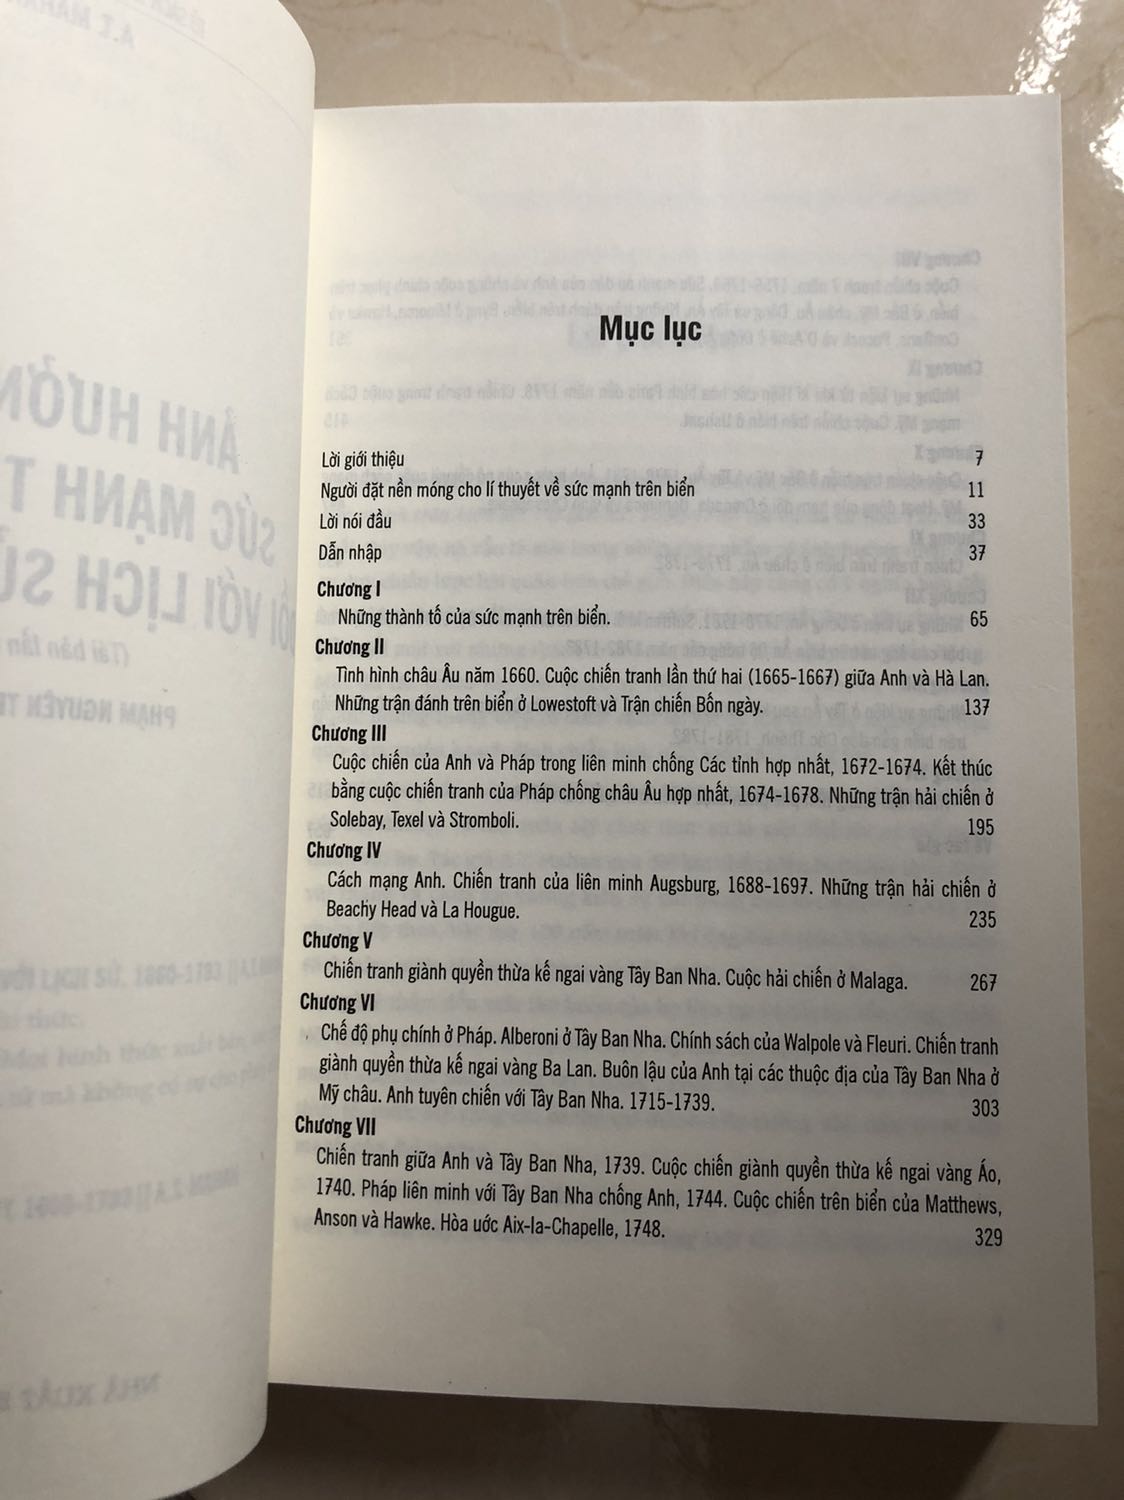 Mục lục
Lời giới thiệu 7
Người đặt nền móng cho lí thuyết về sức mạnh trên biển 11
Lời nói đầu 33
Dẫn nhập 37
Chương I
Những thành tố của sức mạnh trên biển. 65
Chương II
Tình hình châu Âu năm 1660. Cuộc chiến tranh lần thứ hai (1665-1667) giữa Anh và Hà Lan.
Những trận đánh trên biển ở Lowestoft và Trận chiến Bốn ngày. 137
Chương III
Cuộc chiến của Anh và Pháp trong liên minh chống Các tỉnh hợp nhất, 1672-1674. Kết thúc
bằng cuộc chiến tranh của Pháp chống châu Âu hợp nhất, 1674-1678. Những trận hải chiến ở
Solebay, Texel và Stromboli. 195
Chương IV
Cách mạng Anh. Chiến tranh của liên minh Augsburg, 1688-1697. Những trận hải chiến ở
Beachy Head và La Hougue. 235
Chương V
Chiến tranh giành quyền thừa kế ngai vàng Tây Ban Nha. Cuộc hải chiến ở Malaga. 267
Chương VI
Chế độ phụ chính ở Pháp. Alberoni ở Tây Ban Nha. Chính sách của Walpole và Fleuri. Chiến tranh
giành quyền thừa kế ngai vàng Ba Lan. Buôn lậu của Anh tại các thuộc địa của Tây Ban Nha ở
Mỹ châu. Anh tuyên chiến với Tây Ban Nha. 1715-1739. 303
Chương VII
Chiến tranh giữa Anh và Tây Ban Nha, 1739. Cuộc chiến giành quyền thừa kế ngai vàng Áo,
1740. Pháp liên minh với Tây Ban Nha chống Anh, 1744. Cuộc chiến trên biển của Matthews,
Anson và Hawke. Hòa uớc Aix-la-Chapelle, 1748. 329